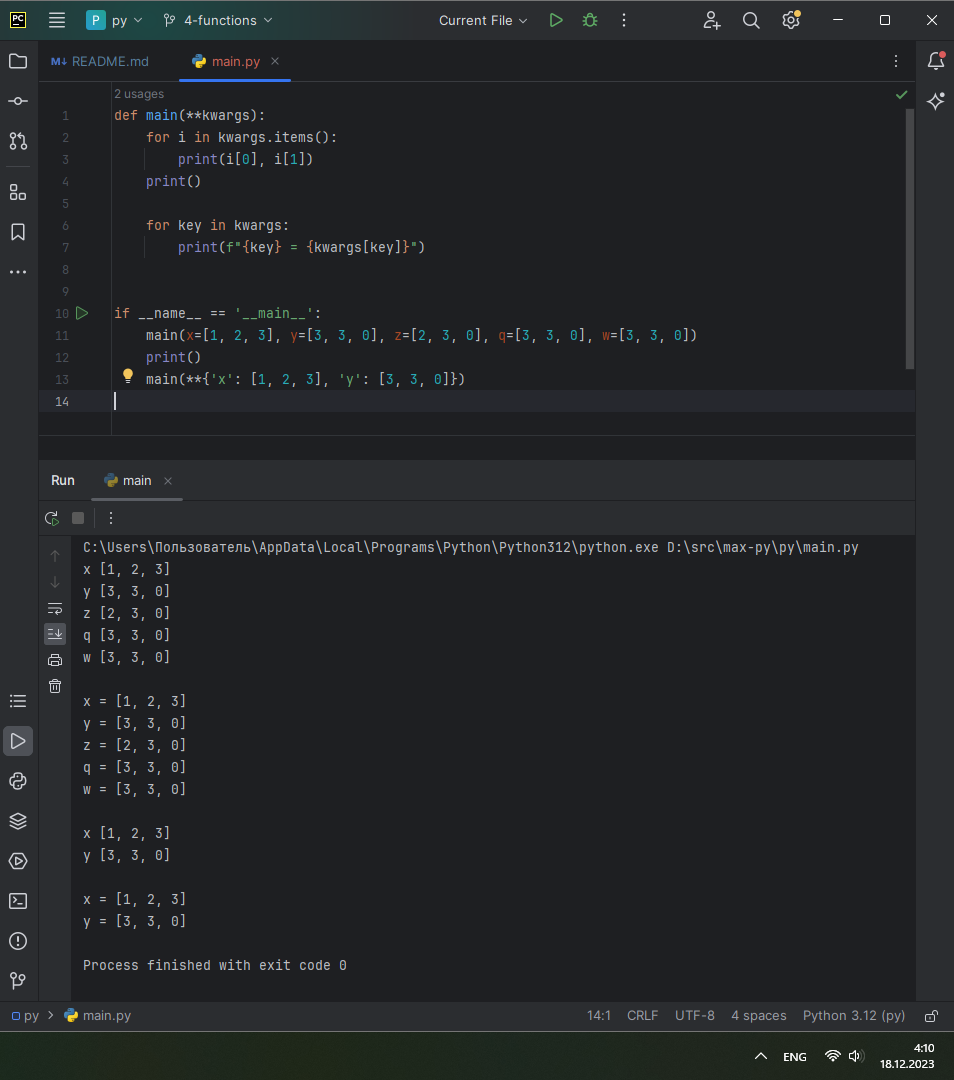 PC
P py
4-functions
Current File
README.md
main.py
2 usages
1 def main(**kwargs):
2 for i in kwargs.items():
3 print(i[0], i[1])
4 print()
5
6 for key in kwargs:
7 print(f"{key} = {kwargs[key]}")
8
9
10 if __name__ == '__main__':
11 main(x=[1, 2, 3], y=[3, 3, 0], z=[2, 3, 0], q=[3, 3, 0], w=[3, 3, 0])
12 print()
13 main(**{'x': [1, 2, 3], 'y': [3, 3, 0]})
14
Run main
C:\Users\Пользователь\AppData\Local\Programs\Python\Python312\python.exe D:\src\max-py\py\main.py
x [1, 2, 3]
y [3, 3, 0]
z [2, 3, 0]
q [3, 3, 0]
w [3, 3, 0]
x = [1, 2, 3]
y = [3, 3, 0]
z = [2, 3, 0]
q = [3, 3, 0]
w = [3, 3, 0]
x [1, 2, 3]
y [3, 3, 0]
x = [1, 2, 3]
y = [3, 3, 0]
Process finished with exit code 0
py > main.py
14:1 CRLF UTF-8 4 spaces Python 3.12 (py)
ENG
4:10
18.12.2023